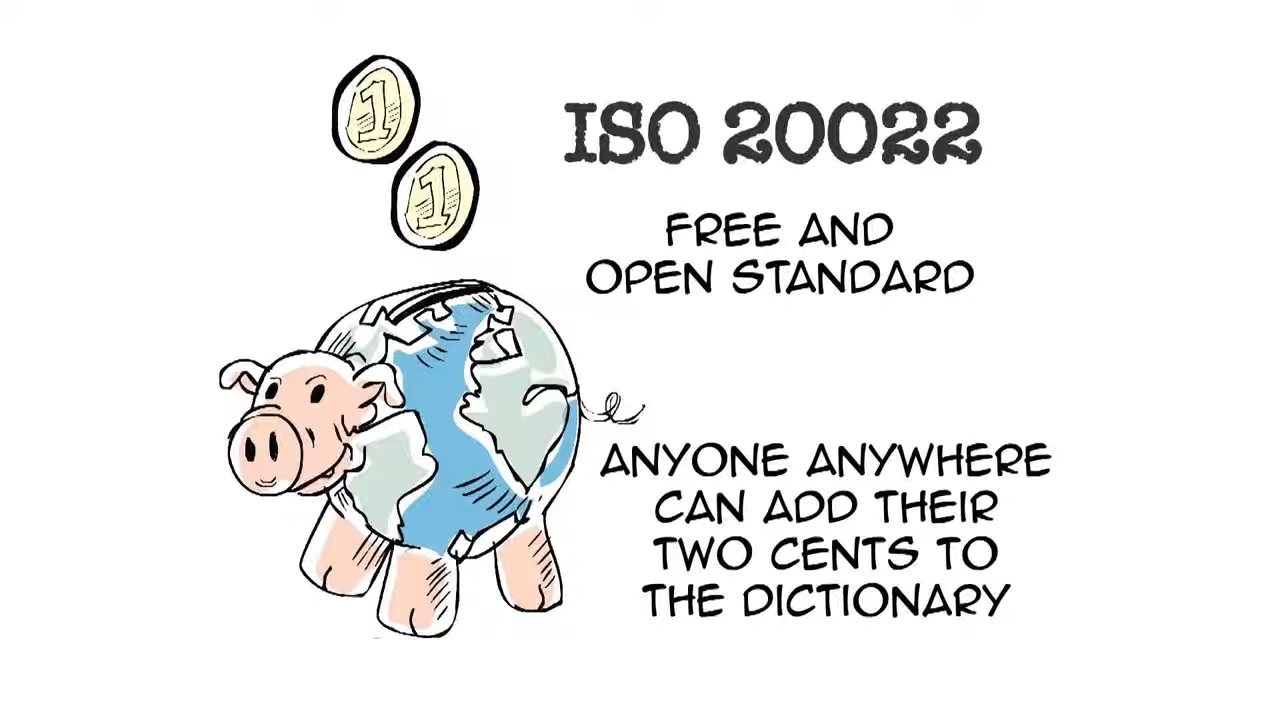 1
1
ISO 20022
FREE AND
OPEN STANDARD
ANYONE ANYWHERE
CAN ADD THEIR
TWO CENTS TO
THE DICTIONARY